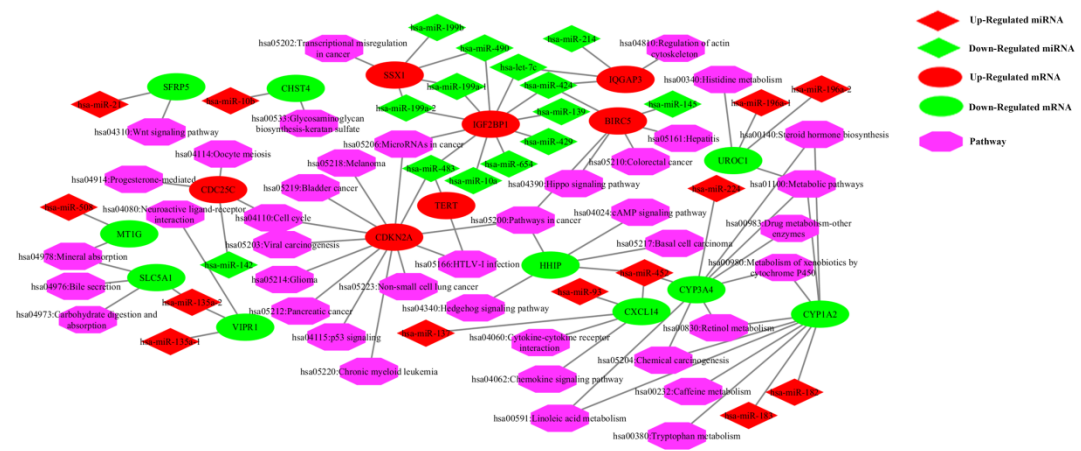 hsa-miR-199b
hsa-miR-214
hsa05202:Transcriptional misregulation
in cancer
hsa-miR-490
hsa04810:Regulation of actin
cytoskeleton
Up-Regulated miRNA
Down-Regulated miRNA
Up-Regulated mRNA
Down-Regulated mRNA
Pathway
SSX1
hsa-let-7c
IQGAP3
hsa00340:Histidine metabolism
SFRP5
CHST4
hsa-miR-199a-1
hsa-miR-424
hsa-miR-196a-2
hsa-miR-21
hsa-miR-199a-2
hsa-miR-139
hsa-miR-145
hsa-miR-196a-1
hsa00533:Glycosaminoglycan
biosynthesis-keratan sulfate
IGF2BP1
BIRC5
hsa04310:Wnt signaling pathway
hsa00140:Steroid hormone biosynthesis
hsa05206:MicroRNAs in cancer
hsa-miR-429
hsa05161:Hepatitis
hsa04114:Oocyte meiosis
hsa05218:Melanoma
hsa-miR-654
hsa05210:Colorectal cancer
UROC1
hsa-miR-483
hsa04914:Progesterone-mediated
CDC25C
hsa05219:Bladder cancer
hsa-miR-10a
hsa04390:Hippo signaling pathway
hsa01100:Metabolic pathways
hsa-miR-224
TERT
hsa04080:Neuroactive ligand-receptor
interaction
hsa04110:Cell cycle
hsa05200:Pathways in cancer
hsa04024:cAMP signaling pathway
hsa00983:Drug metabolism-other
enzymes
MT1G
CDKN2A
hsa05203:Viral carcinogenesis
hsa05217:Basal cell carcinoma
hsa04978:Mineral absorption
hsa-miR-142
hsa05166:HTLV-I infection
HHIP
hsa00980:Metabolism of xenobiotics by
cytochrome P450
SLC5A1
hsa05214:Glioma
hsa-miR-452
hsa04976:Bile secretion
hsa05223:Non-small cell lung cancer
hsa-miR-93
CYP3A4
hsa-miR-135a-2
hsa04340:Hedgehog signaling pathway
hsa04973:Carbohydrate digestion and
absorption
hsa05212:Pancreatic cancer
CXCL14
CYP1A2
VIPR1
hsa00830:Retinol metabolism
hsa-miR-135a-1
hsa04115:p53 signaling
hsa04060:Cytokine-cytokine receptor
interaction
hsa05204:Chemical carcinogenesis
hsa05220:Chronic myeloid leukemia
hsa04062:Chemokine signaling pathway
hsa00232:Caffeine metabolism
hsa-miR-182
hsa00591:Linoleic acid metabolism
hsa-miR-183
hsa00380:Tryptophan metabolism